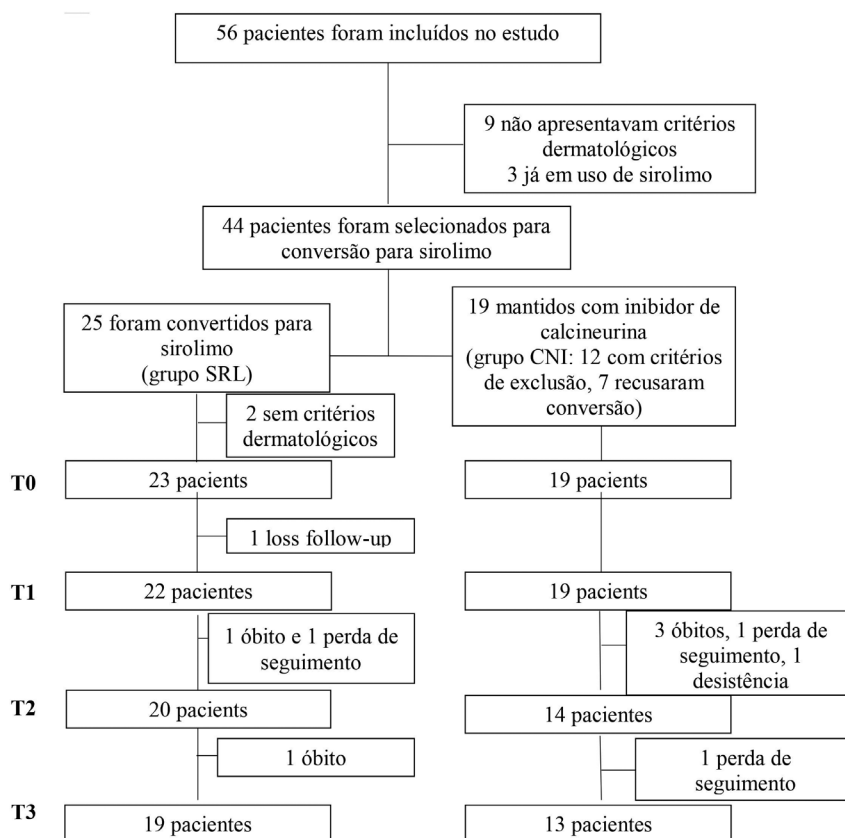 56 pacientes foram incluídos no estudo
9 não apresentavam critérios
dermatológicos
3 já em uso de sirolimo
44 pacientes foram selecionados para
conversão para sirolimo
25 foram convertidos para
sirolimo
(grupo SRL)
19 mantidos com inibidor de
calcineurina
(grupo CNI: 12 com critérios
de exclusão, 7 recusaram
conversão)
2 sem critérios
dermatológicos
T0
23 pacients
19 pacients
1 loss follow-up
T1
22 pacientes
19 pacients
1 óbito e 1 perda de
seguimento
3 óbitos, 1 perda de
seguimento, 1
desistência
T2
20 pacients
14 pacientes
1 óbito
1 perda de
seguimento
T3
19 pacientes
13 pacientes